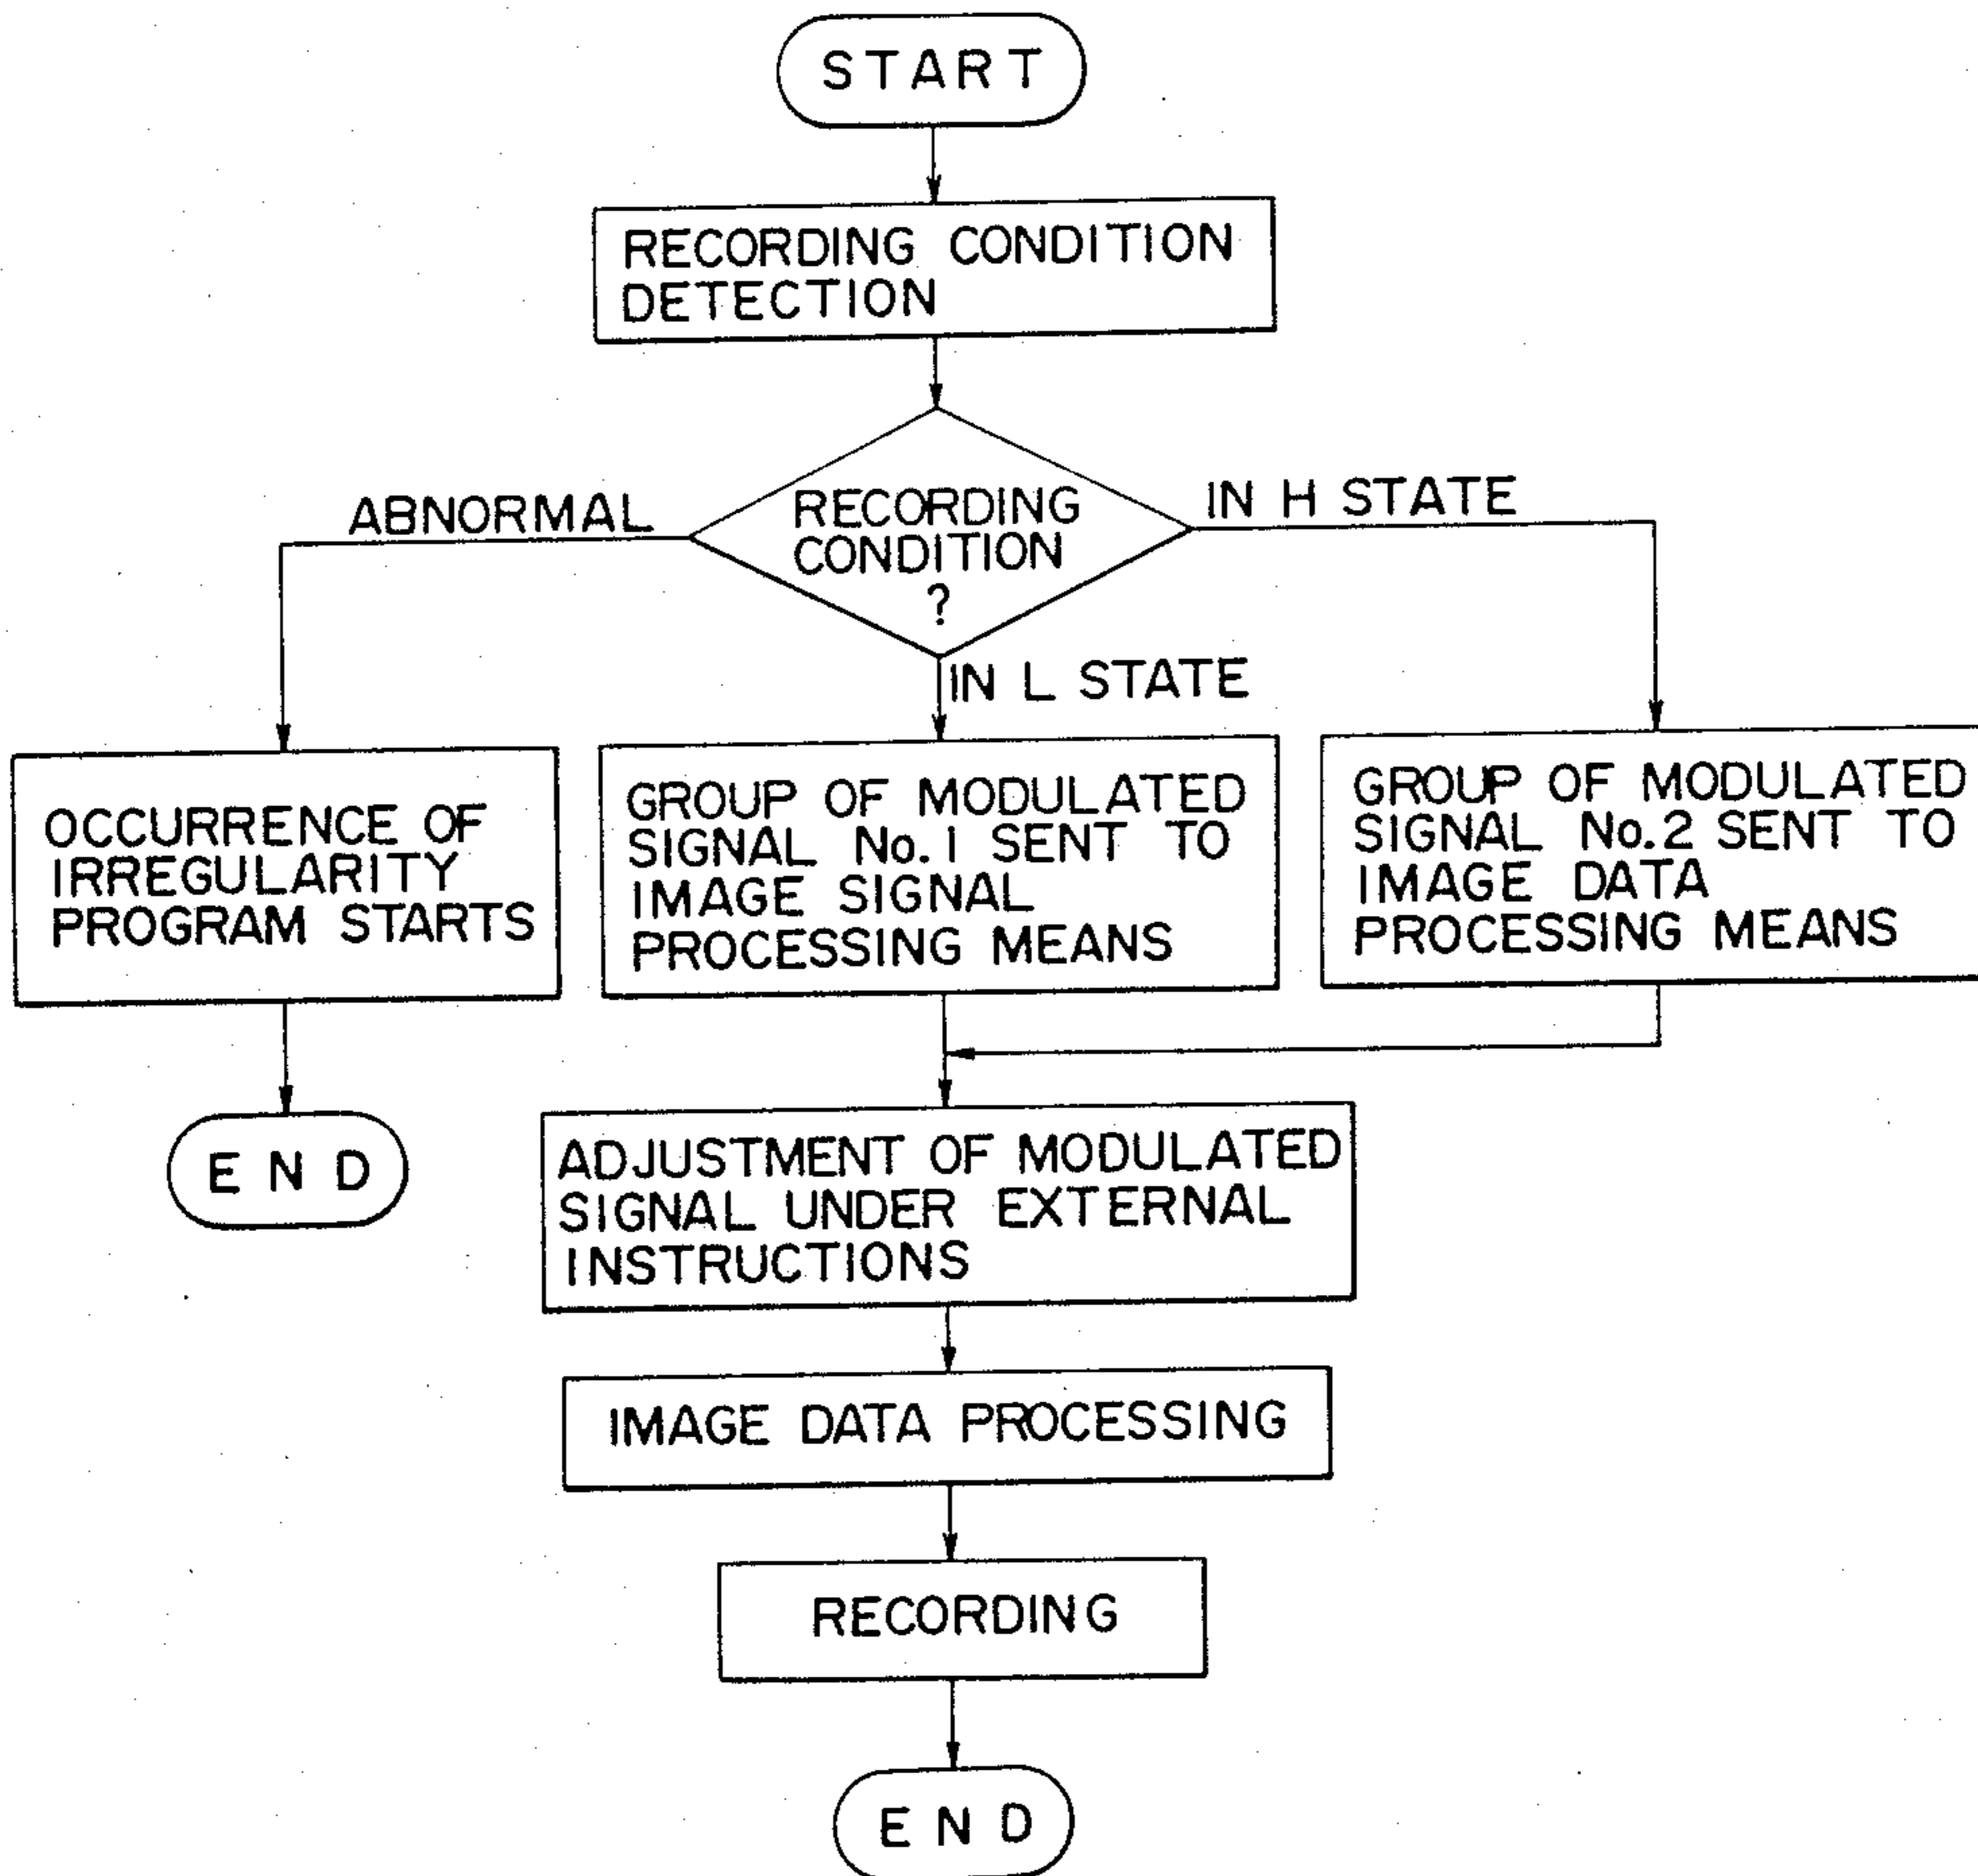 START
RECORDING CONDITION
DETECTION
RECORDING
CONDITION
?
ABNORMAL
IN H STATE
IN L STATE
OCCURRENCE OF
IRREGULARITY
PROGRAM STARTS
GROUP OF MODULATED
SIGNAL No.1 SENT TO
IMAGE SIGNAL
PROCESSING MEANS
GROUP OF MODULATED
SIGNAL No.2 SENT TO
IMAGE DATA
PROCESSING MEANS
END
ADJUSTMENT OF MODULATED
SIGNAL UNDER EXTERNAL
INSTRUCTIONS
IMAGE DATA PROCESSING
RECORDING
END